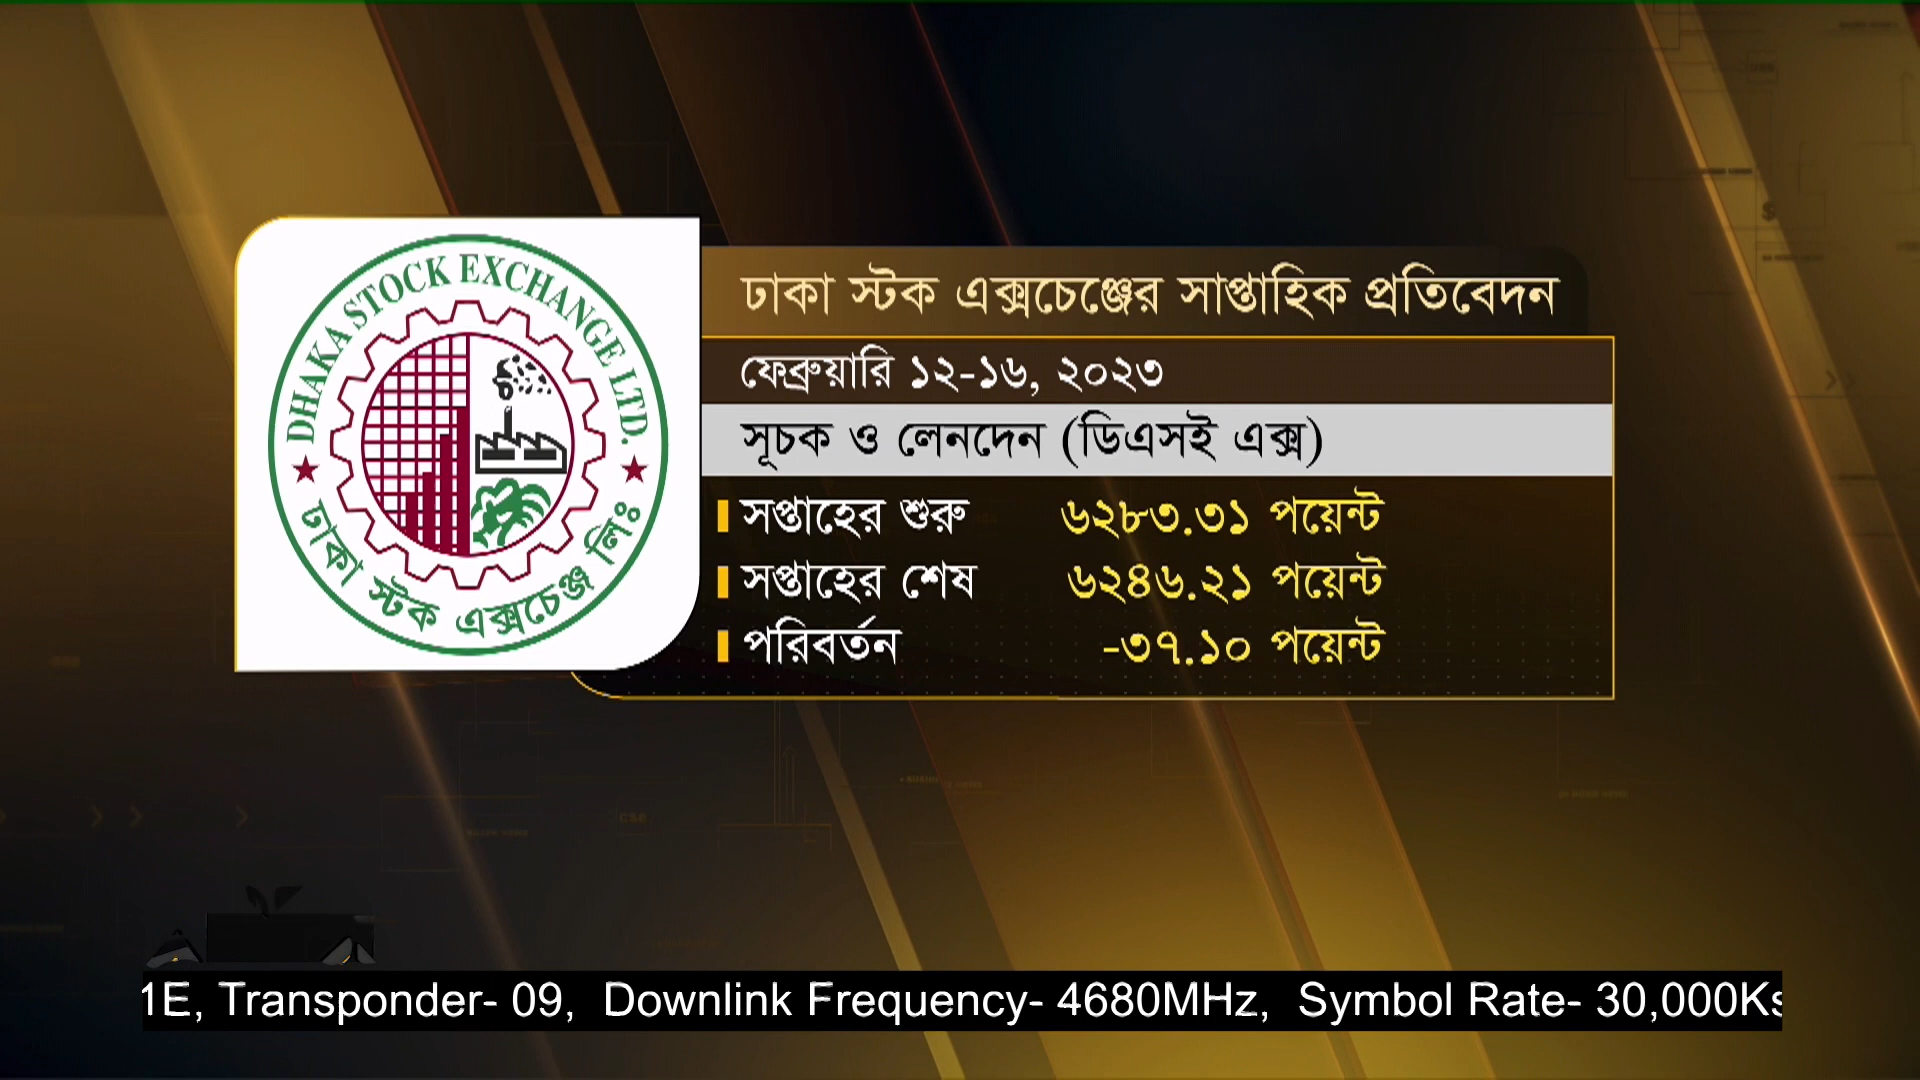 DHAKA STOCK EXCHANGE LTD.
ঢাকা স্টক এক্সচেঞ্জ লিঃ
ঢাকা স্টক এক্সচেঞ্জের সাপ্তাহিক প্রতিবেদন
ফেব্রুয়ারি ১২-১৬, ২০২৩
সূচক ও লেনদেন (ডিএসই এক্স)
সপ্তাহের শুরু ৬২৮৩.৩১ পয়েন্ট
সপ্তাহের শেষ ৬২৪৬.২১ পয়েন্ট
পরিবর্তন -৩৭.১০ পয়েন্ট
1E, Transponder- 09, Downlink Frequency- 4680MHz, Symbol Rate- 30,000Ks